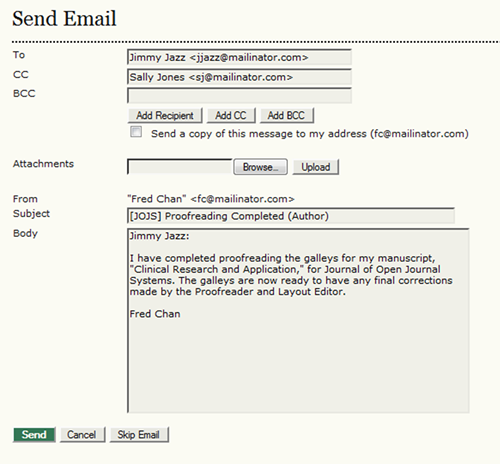 Send Email
To Jimmy Jazz <jjazz@mailinator.com>
CC Sally Jones <sj@mailinator.com>
BCC
Add Recipient Add CC Add BCC
Send a copy of this message to my address (fc@mailinator.com)
Attachments Browse... Upload
From "Fred Chan" <fc@mailinator.com>
Subject [JOJS] Proofreading Completed (Author)
Body Jimmy Jazz:
I have completed proofreading the galleys for my manuscript,
"Clinical Research and Application," for Journal of Open Journal
Systems. The galleys are now ready to have any final corrections
made by the Proofreader and Layout Editor.
Fred Chan
Send Cancel Skip Email